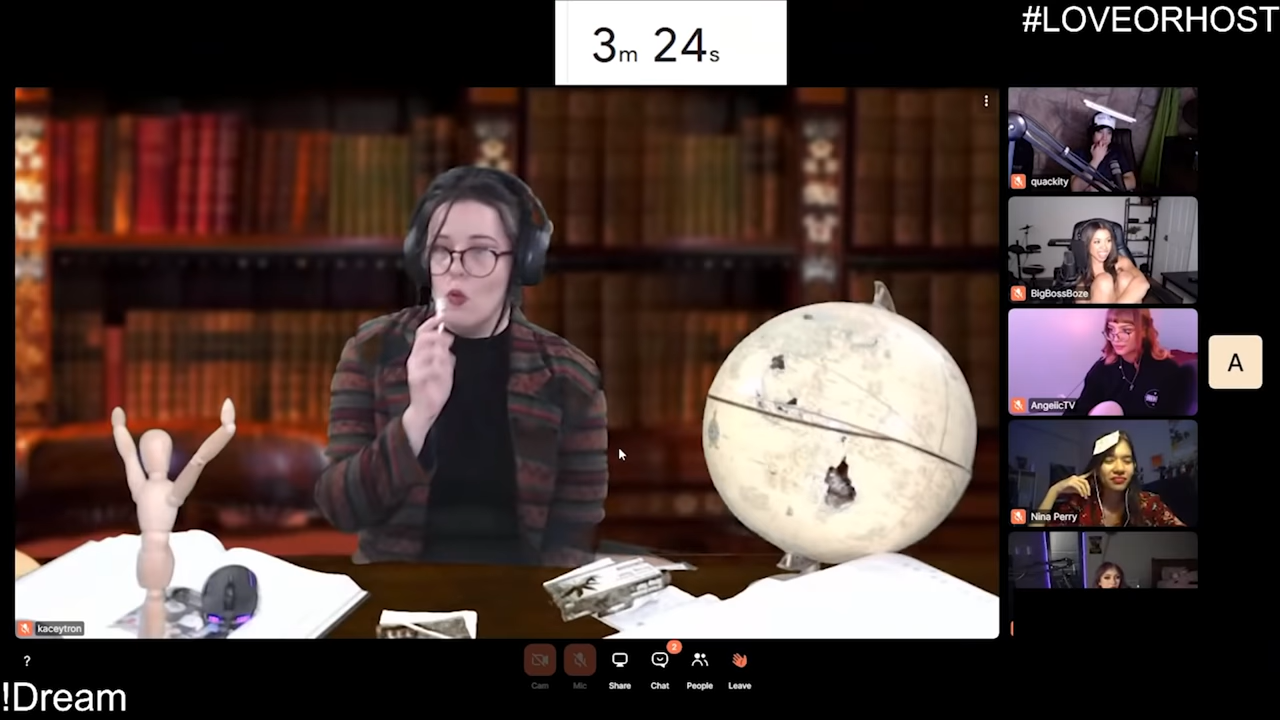 #LOVEORHOST
3m 24s
quackity
BigBossBoze
AngelicTV
A
Nina Perry
kaceytron
?
2
Cam
Mic
Share
Chat
People
Leave
!Dream